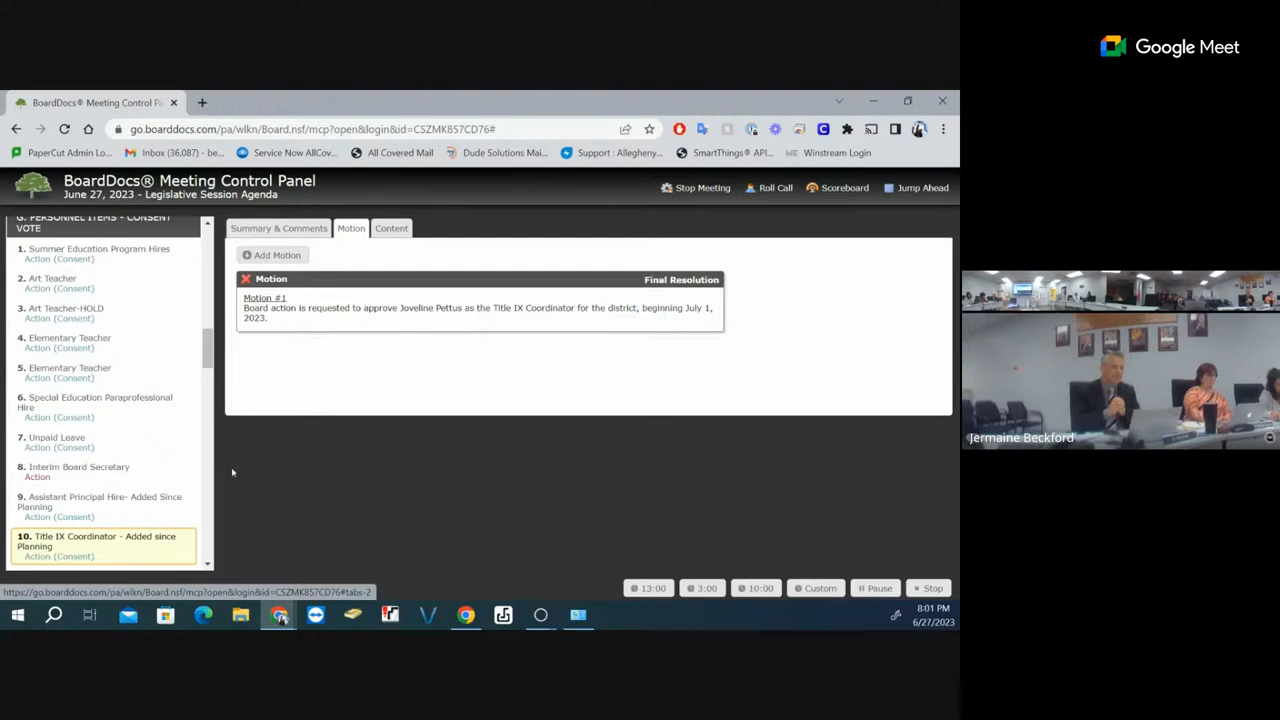 Google Meet
BoardDocs® Meeting Control Pa
go.boarddocs.com/pa/wlkn/Board.nsf/mcp?open&login&id=CSZMK857CD76#
PaperCut Admin Lo...
Inbox (36,087) - be...
Service Now AllCov...
All Covered Mail
Dude Solutions Mai...
Support : Allegheny...
SmartThings® API...
Winstream Login
BoardDocs® Meeting Control Panel
June 27, 2023 - Legislative Session Agenda
Stop Meeting
Roll Call
Scoreboard
Jump Ahead
G. PERSONNEL ITEMS - CONSENT
VOTE
1. Summer Education Program Hires
Action (Consent)
2. Art Teacher
Action (Consent)
3. Art Teacher-HOLD
Action (Consent)
4. Elementary Teacher
Action (Consent)
5. Elementary Teacher
Action (Consent)
6. Special Education Paraprofessional
Hire
Action (Consent)
7. Unpaid Leave
Action (Consent)
8. Interim Board Secretary
Action
9. Assistant Principal Hire- Added Since
Planning
Action (Consent)
10. Title IX Coordinator - Added since
Planning
Action (Consent)
Summary & Comments
Motion
Content
Add Motion
Motion
Final Resolution
Motion #1
Board action is requested to approve Joveline Pettus as the Title IX Coordinator for the district, beginning July 1,
2023.
Jermaine Beckford
13:00
3:00
10:00
Custom
Pause
Stop
https://go.boarddocs.com/pa/wlkn/Board.nsf/mcp?open&login&id=CSZMK857CD76#tabs-2
8:01 PM
6/27/2023